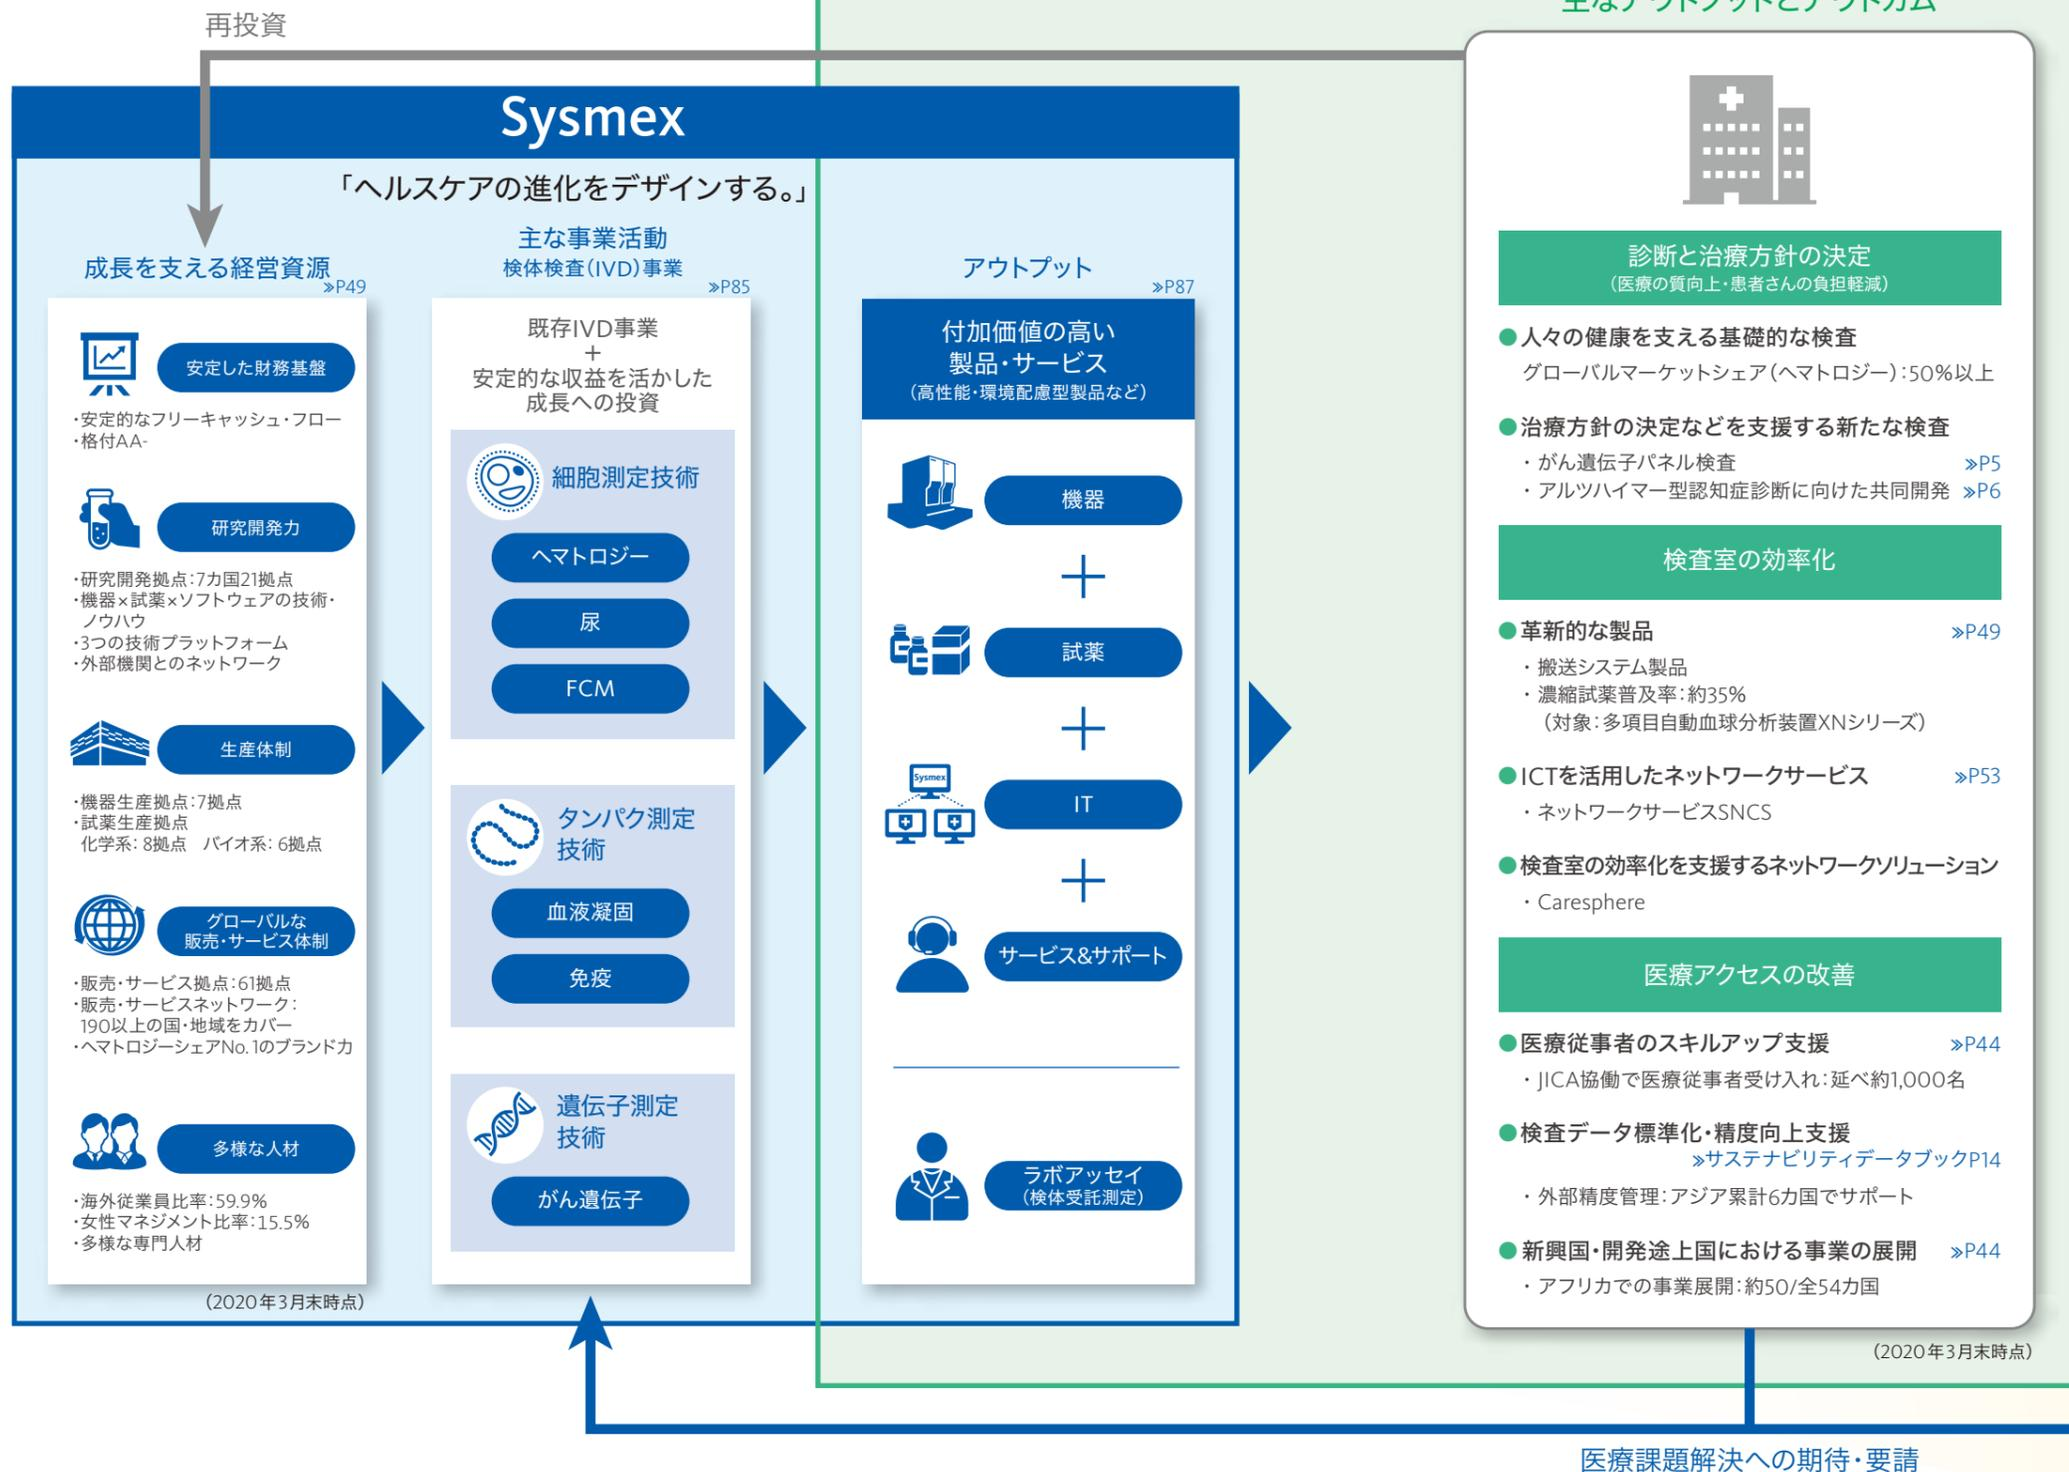 再投資
主なアウトプットとアウトカム
Sysmex
「ヘルスケアの進化をデザインする。」
成長を支える経営資源
≫P49
安定した財務基盤
・安定的なフリーキャッシュ・フロー
・格付AA-
研究開発力
・研究開発拠点：7カ国21拠点
・機器×試薬×ソフトウェアの技術・
ノウハウ
・3つの技術プラットフォーム
・外部機関とのネットワーク
生産体制
・機器生産拠点：7拠点
・試薬生産拠点
化学系：8拠点　バイオ系：6拠点
グローバルな
販売・サービス体制
・販売・サービス拠点：61拠点
・販売・サービスネットワーク：
190以上の国・地域をカバー
・ヘマトロジーシェアNo.1のブランド力
多様な人材
・海外従業員比率：59.9%
・女性マネジメント比率：15.5%
・多様な専門人材
（2020年3月末時点）
主な事業活動
検体検査（IVD）事業
≫P85
既存IVD事業
+
安定的な収益を活かした
成長への投資
細胞測定技術
ヘマトロジー
尿
FCM
タンパク測定
技術
血液凝固
免疫
遺伝子測定
技術
がん遺伝子
アウトプット
≫P87
付加価値の高い
製品・サービス
（高性能・環境配慮型製品など）
機器
+
試薬
+
Sysmex
IT
+
サービス&サポート
ラボアッセイ
（検体受託測定）
診断と治療方針の決定
（医療の質向上・患者さんの負担軽減）
●人々の健康を支える基礎的な検査
グローバルマーケットシェア（ヘマトロジー）：50%以上
●治療方針の決定などを支援する新たな検査
・がん遺伝子パネル検査 ≫P5
・アルツハイマー型認知症診断に向けた共同開発 ≫P6
検査室の効率化
●革新的な製品 ≫P49
・搬送システム製品
・濃縮試薬普及率：約35%
（対象：多項目自動血球分析装置XNシリーズ）
●ICTを活用したネットワークサービス ≫P53
・ネットワークサービスSNCS
●検査室の効率化を支援するネットワークソリューション
・Caresphere
医療アクセスの改善
●医療従事者のスキルアップ支援 ≫P44
・JICA協働で医療従事者受け入れ：延べ約1,000名
●検査データ標準化・精度向上支援
≫サステナビリティデータブックP14
・外部精度管理：アジア累計6カ国でサポート
●新興国・開発途上国における事業の展開 ≫P44
・アフリカでの事業展開：約50/全54カ国
（2020年3月末時点）
医療課題解決への期待・要請